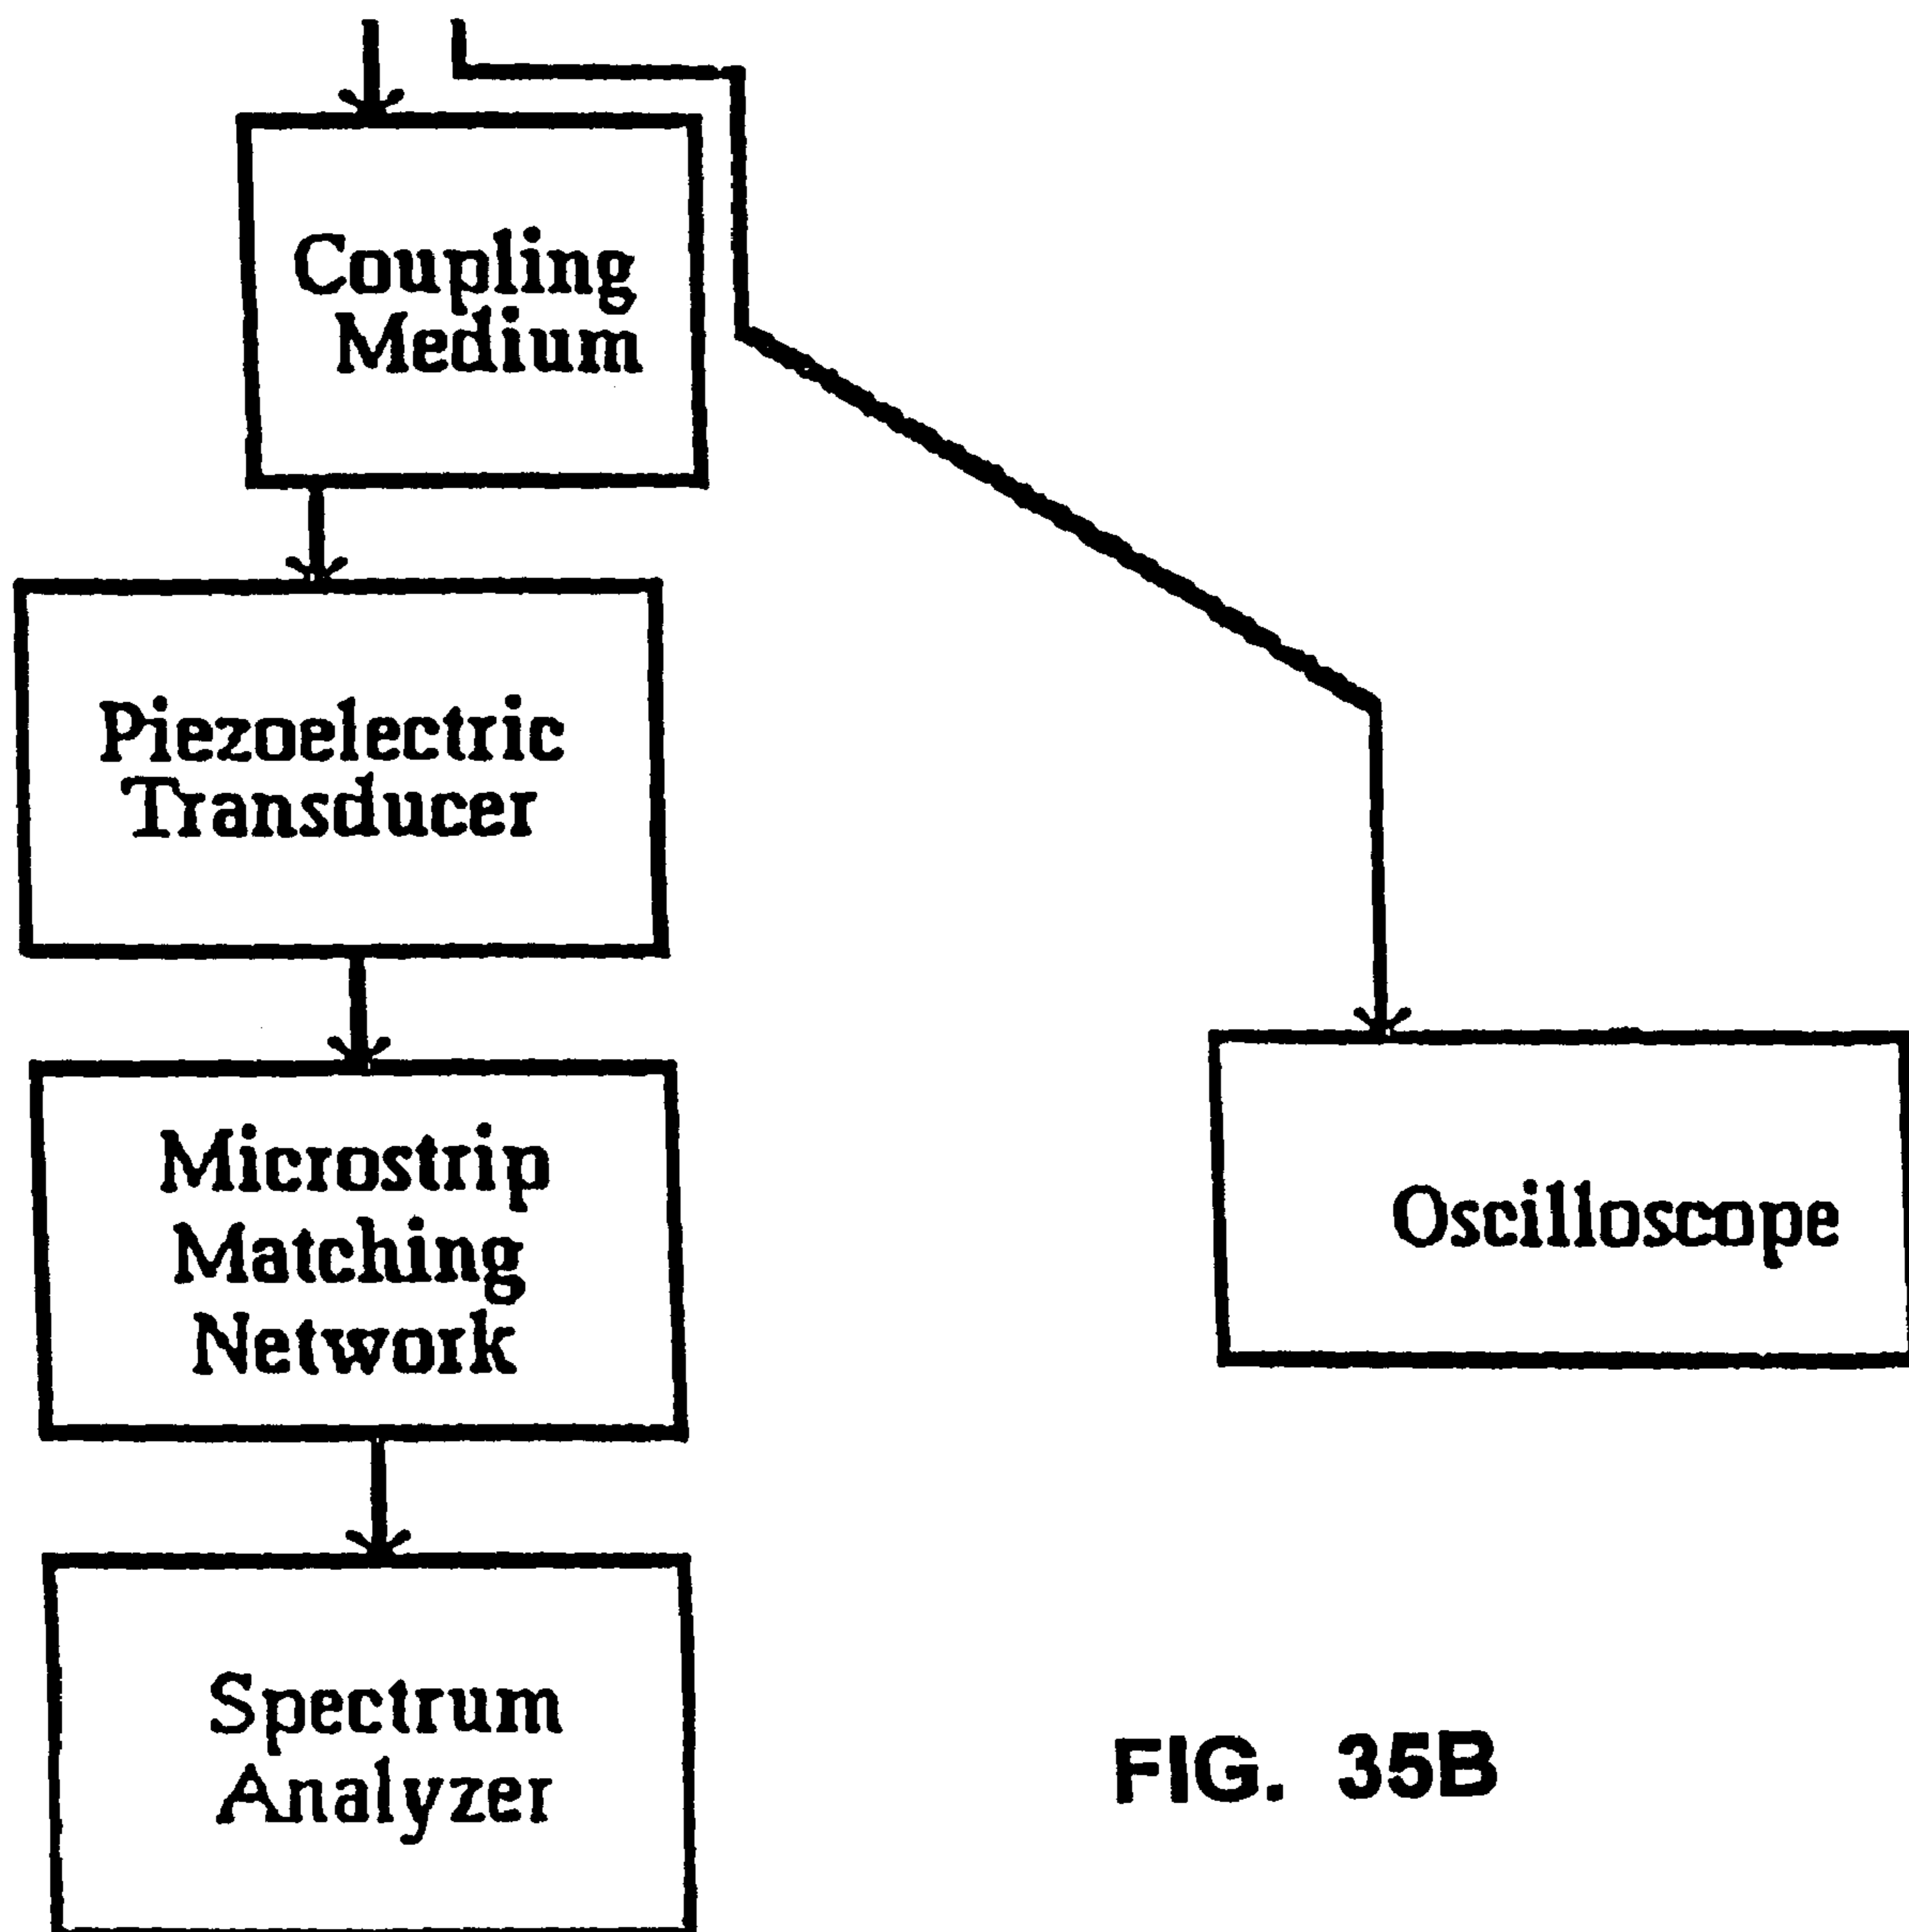 Coupling
Medium
Piezoelectric
Transducer
Microstrip
Matching
Network
Oscilloscope
Spectrum
Analyzer
FIG. 35B